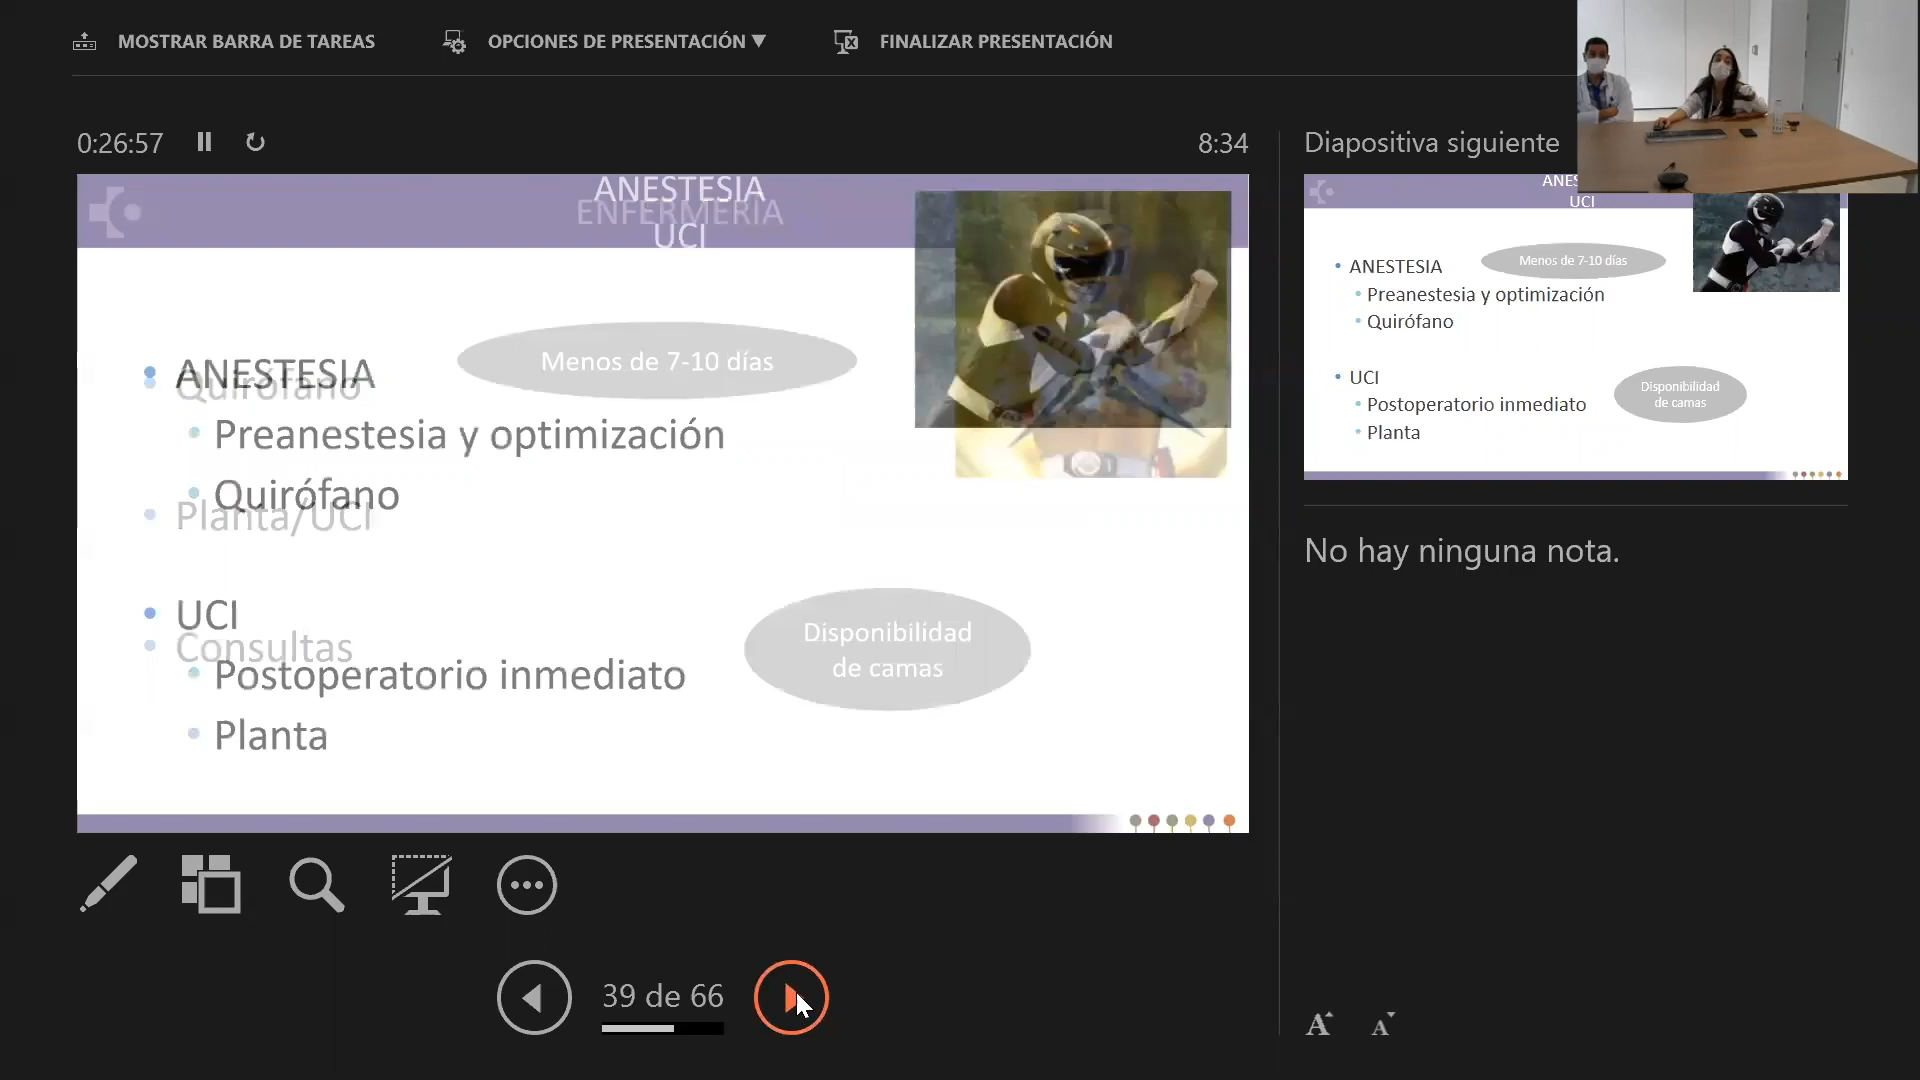 MOSTRAR BARRA DE TAREAS
OPCIONES DE PRESENTACIÓN
FINALIZAR PRESENTACIÓN
0:26:57
8:34
ANESTESIA
ENFERMERÍA
UCI
ANESTESIA
Quirófano
Menos de 7-10 días
Preanestesia y optimización
Quirófano
Planta/UCI
UCI
Consultas
Postoperatorio inmediato
Disponibilidad
de camas
Planta
39 de 66
Diapositiva siguiente
UCI
ANESTESIA
Menos de 7-10 días
Preanestesia y optimización
Quirófano
UCI
Postoperatorio inmediato
Disponibilidad
de camas
Planta
No hay ninguna nota.
A A